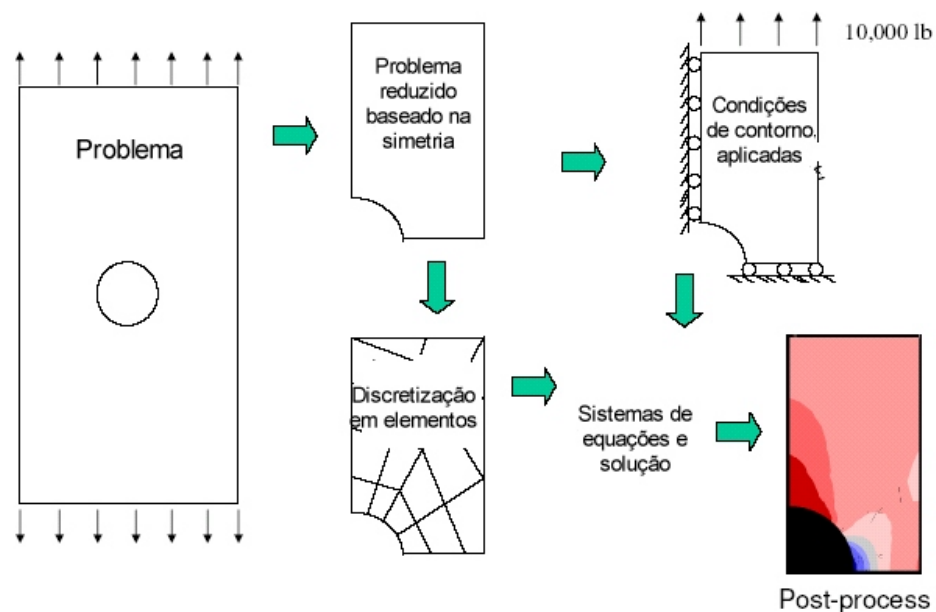 Problema
Problema
reduzido
baseado na
simetria
10,000 lb
Condições
de contorno
aplicadas
Discretização
em elementos
Sistemas de
equações e
solução
Post-process